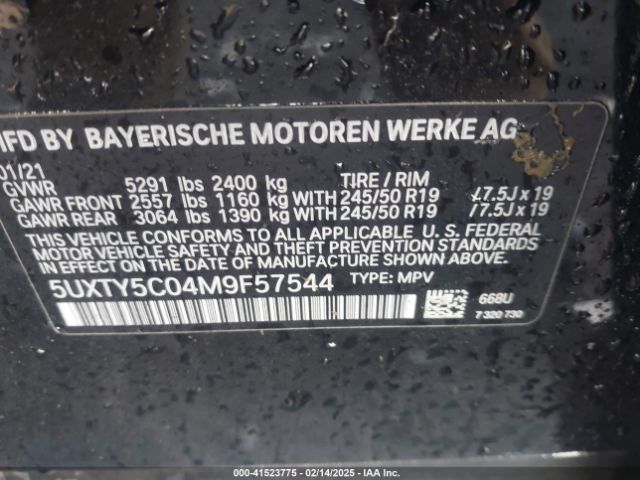 MFD BY BAYERISCHE MOTOREN WERKE AG
01/21
GVWR 5291 lbs 2400 kg TIRE / RIM
GAWR FRONT 2557 lbs 1160 kg WITH 245/50 R19 /7.5J x 19
GAWR REAR 3064 lbs 1390 kg WITH 245/50 R19 /7.5J x 19
THIS VEHICLE CONFORMS TO ALL APPLICABLE U. S. FEDERAL
MOTOR VEHICLE SAFETY AND THEFT PREVENTION STANDARDS
IN EFFECT ON THE DATE OF MANUFACTURE SHOWN ABOVE.
5UXTY5C04M9F57544 TYPE: MPV
668U
7 320 730
0-41523775 - 02/14/2025 - IAA Inc.